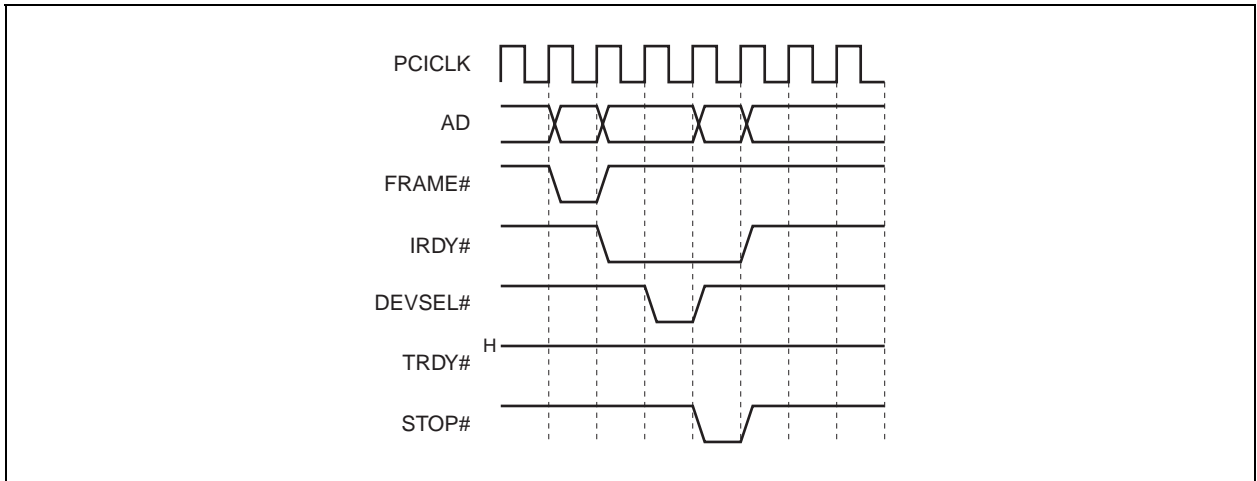 PCICLK
AD
FRAME#
IRDY#
DEVSEL#
H
TRDY#
STOP#